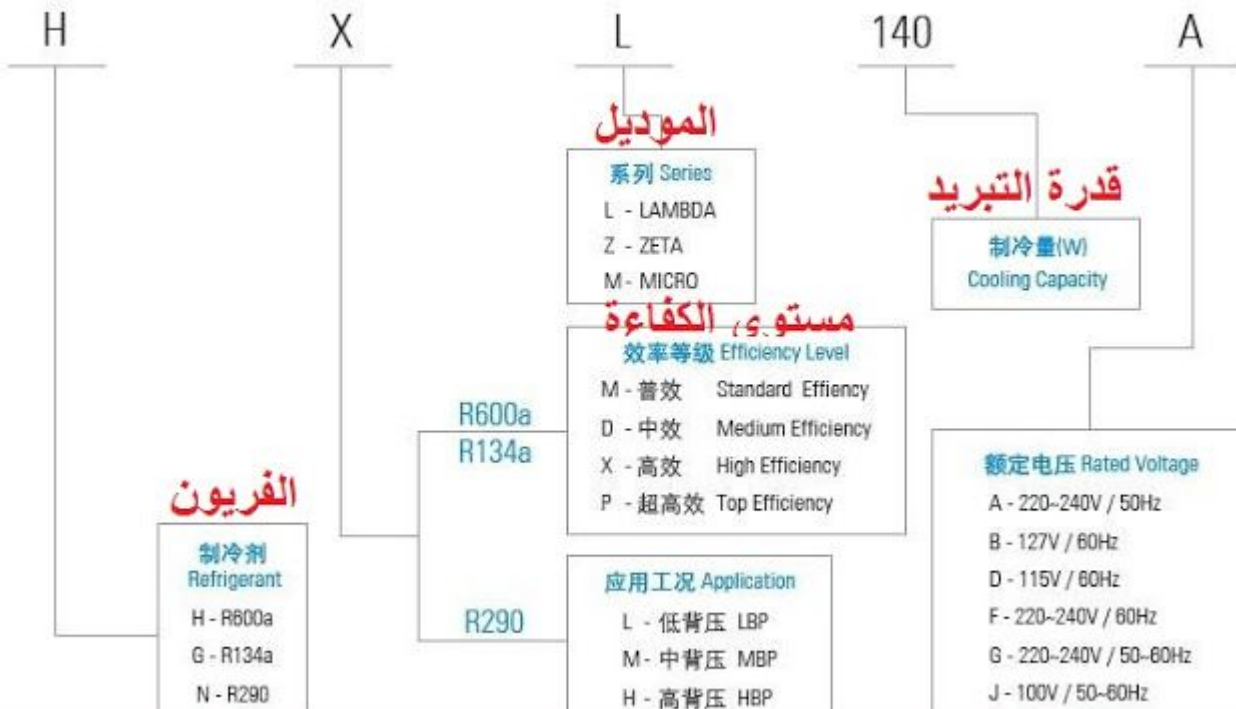 H X L 140 A
الموديل
系列 Series
L - LAMBDA
Z - ZETA
M - MICRO
قدرة التبريد
制冷量(W)
Cooling Capacity
مستوى الكفاءة
效率等级 Efficiency Level
M - 普效 Standard Effiency
D - 中效 Medium Efficiency
X - 高效 High Efficiency
P - 超高效 Top Efficiency
R600a
R134a
الفريون
制冷剂
Refrigerant
H - R600a
G - R134a
N - R290
R290
应用工况 Application
L - 低背压 LBP
M - 中背压 MBP
H - 高背压 HBP
额定电压 Rated Voltage
A - 220~240V / 50Hz
B - 127V / 60Hz
D - 115V / 60Hz
F - 220~240V / 60Hz
G - 220~240V / 50~60Hz
J - 100V / 50~60Hz